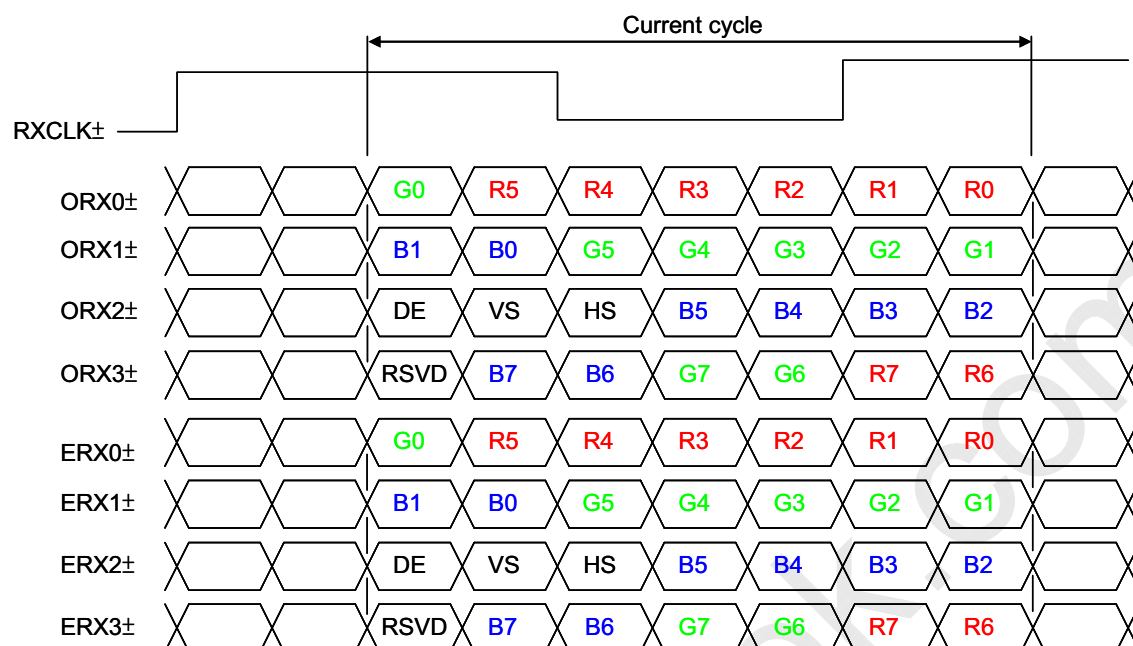 Current cycle
RXCLK±
ORX0± G0 R5 R4 R3 R2 R1 R0
ORX1± B1 B0 G5 G4 G3 G2 G1
ORX2± DE VS HS B5 B4 B3 B2
ORX3± RSVD B7 B6 G7 G6 R7 R6
ERX0± G0 R5 R4 R3 R2 R1 R0
ERX1± B1 B0 G5 G4 G3 G2 G1
ERX2± DE VS HS B5 B4 B3 B2
ERX3± RSVD B7 B6 G7 G6 R7 R6